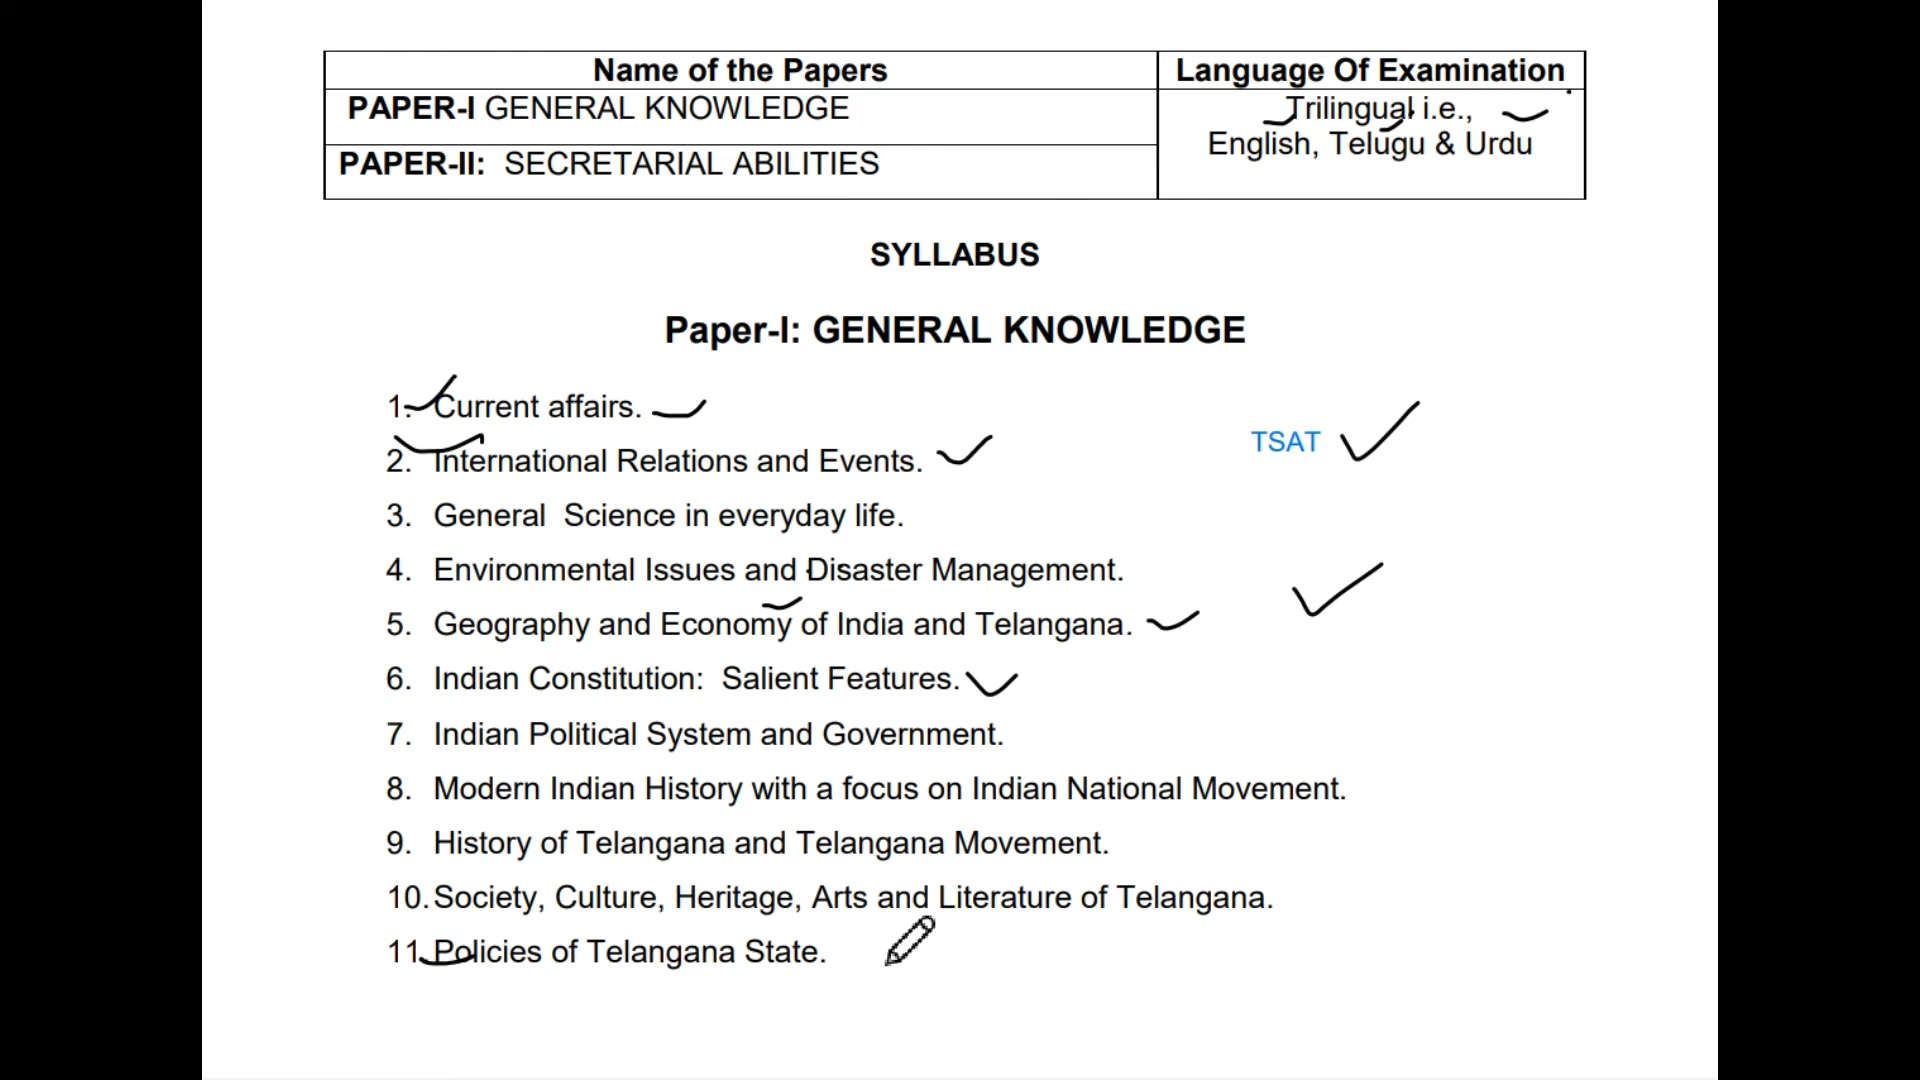 Name of the Papers
Language Of Examination
PAPER-I GENERAL KNOWLEDGE
Trilingual i.e.,
English, Telugu & Urdu
PAPER-II: SECRETARIAL ABILITIES
SYLLABUS
Paper-I: GENERAL KNOWLEDGE
1. Current affairs.
2. International Relations and Events.
TSAT
3. General Science in everyday life.
4. Environmental Issues and Disaster Management.
5. Geography and Economy of India and Telangana.
6. Indian Constitution: Salient Features.
7. Indian Political System and Government.
8. Modern Indian History with a focus on Indian National Movement.
9. History of Telangana and Telangana Movement.
10. Society, Culture, Heritage, Arts and Literature of Telangana.
11. Policies of Telangana State.